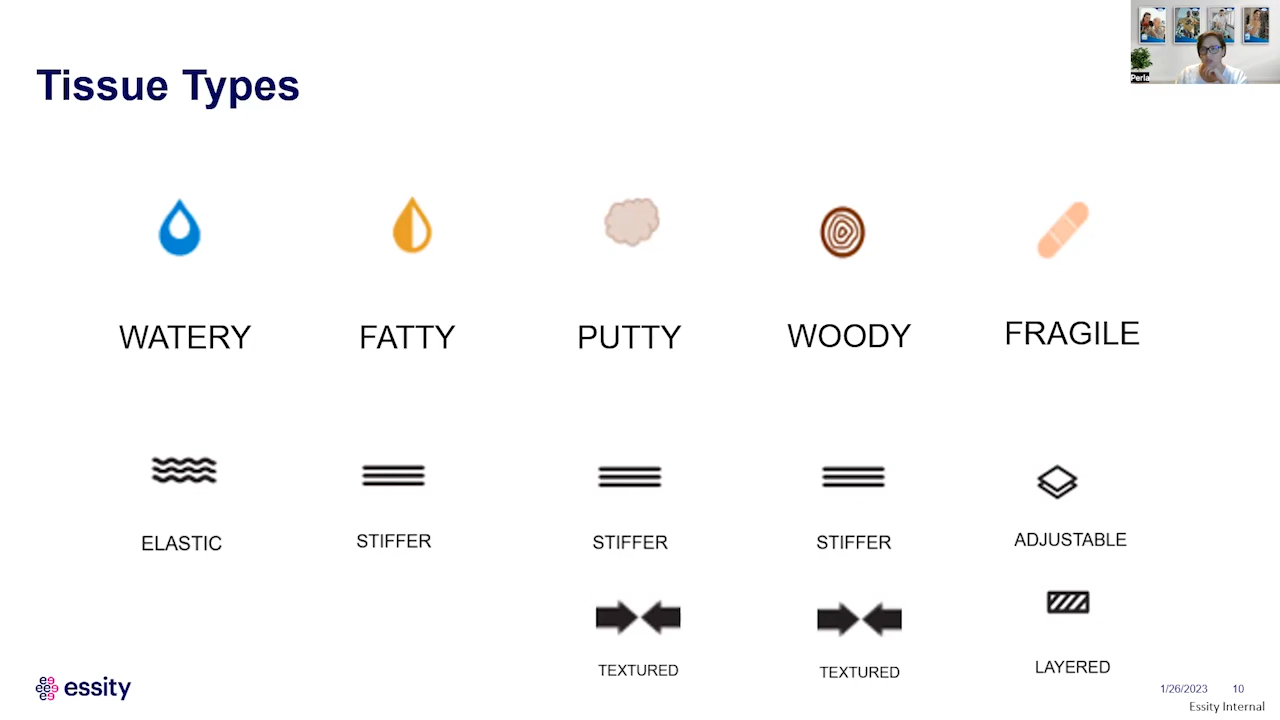 Perla
Tissue Types
WATERY
FATTY
PUTTY
WOODY
FRAGILE
ELASTIC
STIFFER
STIFFER
STIFFER
ADJUSTABLE
TEXTURED
TEXTURED
LAYERED
essity
1/26/2023
10
Essity Internal